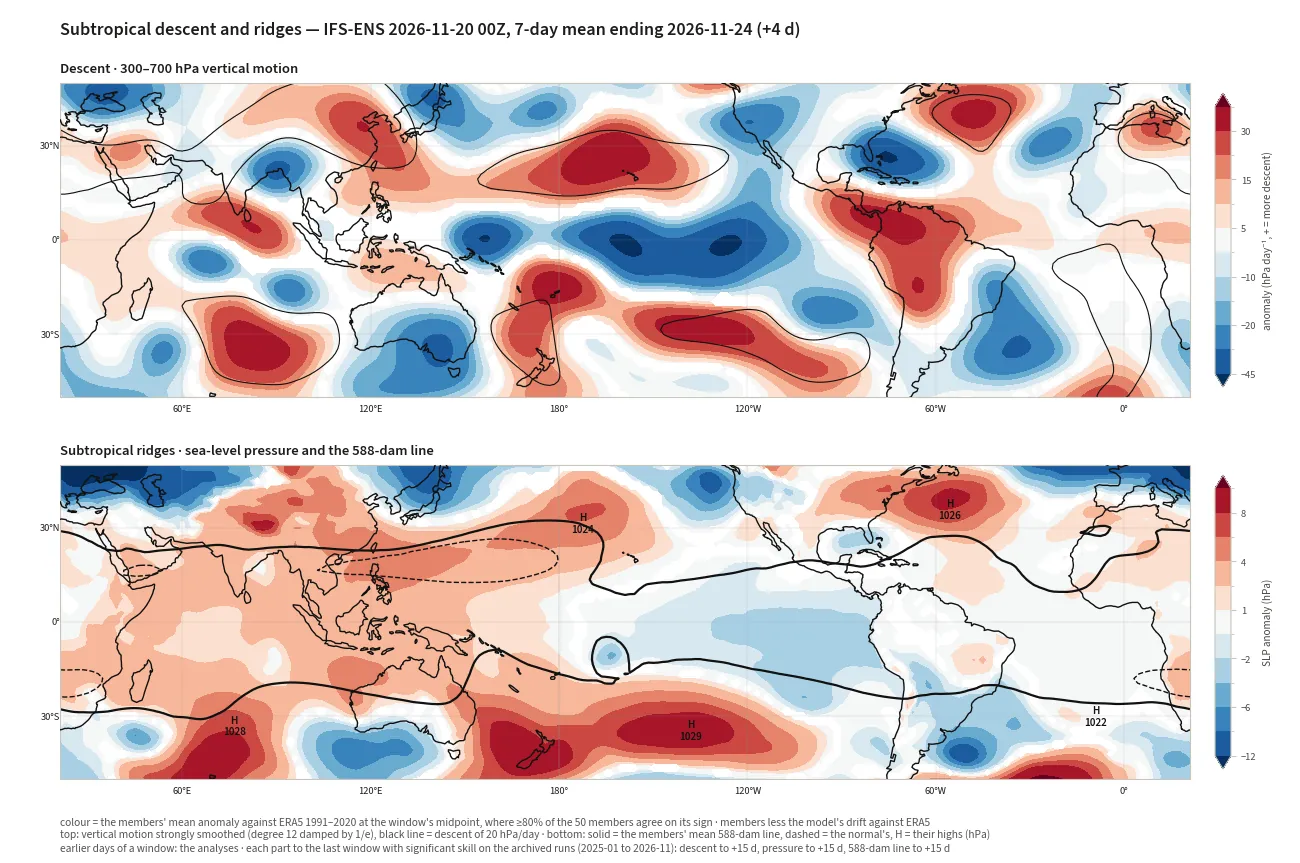 Subtropical descent and ridges — IFS-ENS 2026-11-20 00Z, 7-day mean ending 2026-11-24 (+4 d)
Descent · 300–700 hPa vertical motion
30°N
0°
30°S
60°E
120°E
180°
120°W
60°W
0°
30
15
5
−10
−20
−45
anomaly (hPa day⁻¹, + = more descent)
Subtropical ridges · sea-level pressure and the 588-dam line
30°N
0°
30°S
H
1024
H
1026
H
1028
H
1029
H
1022
60°E
120°E
180°
120°W
60°W
0°
8
4
1
−2
−6
−12
SLP anomaly (hPa)
colour = the members' mean anomaly against ERA5 1991–2020 at the window's midpoint, where ≥80% of the 50 members agree on its sign · members less the model's drift against ERA5
top: vertical motion strongly smoothed (degree 12 damped by 1/e), black line = descent of 20 hPa/day · bottom: solid = the members' mean 588-dam line, dashed = the normal's, H = their highs (hPa)
earlier days of a window: the analyses · each part to the last window with significant skill on the archived runs (2025-01 to 2026-11): descent to +15 d, pressure to +15 d, 588-dam line to +15 d